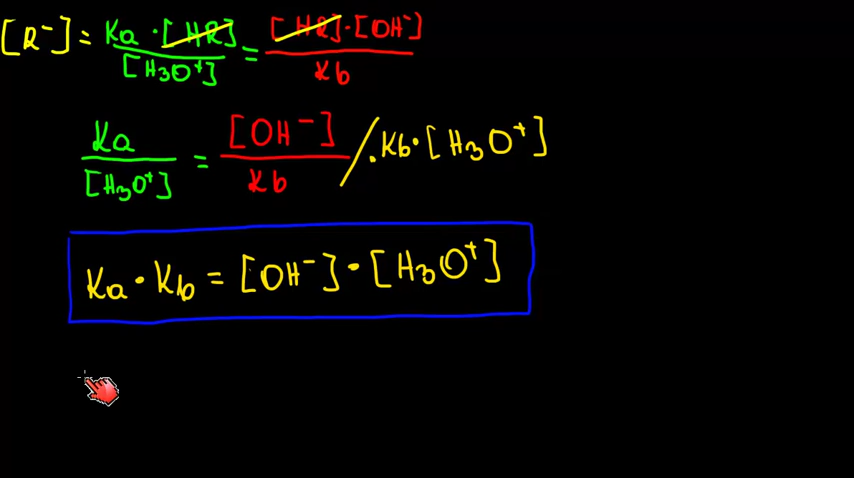 [R⁻] = Ka · [HR] / [H₃O⁺] = [HR] · [OH⁻] / Kb
Ka / [H₃O⁺] = [OH⁻] / Kb / · Kb · [H₃O⁺]
Ka · Kb = [OH⁻] · [H₃O⁺]